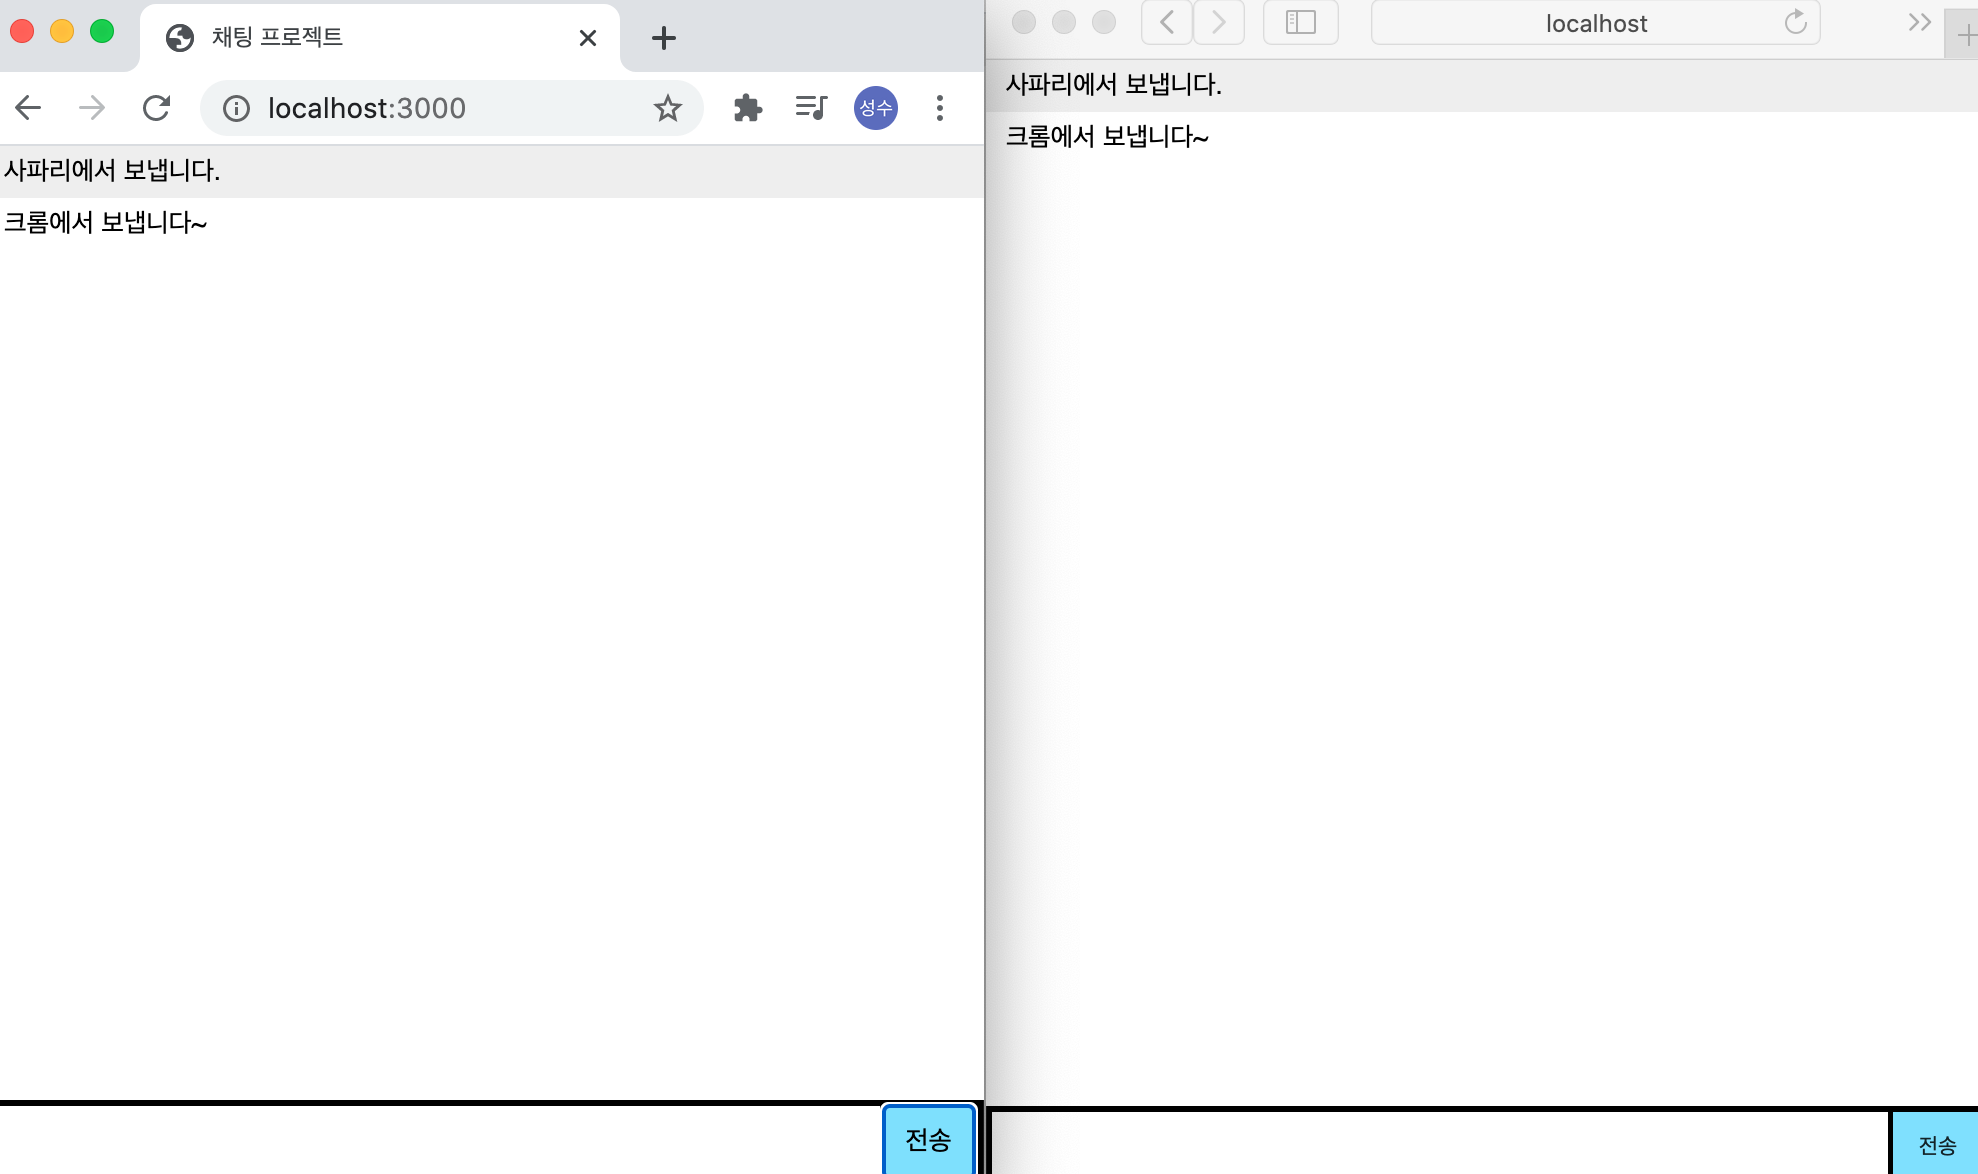 채팅 프로젝트
localhost:3000
성수
사파리에서 보냅니다.
크롬에서 보냅니다~
전송
localhost
사파리에서 보냅니다.
크롬에서 보냅니다~
전송